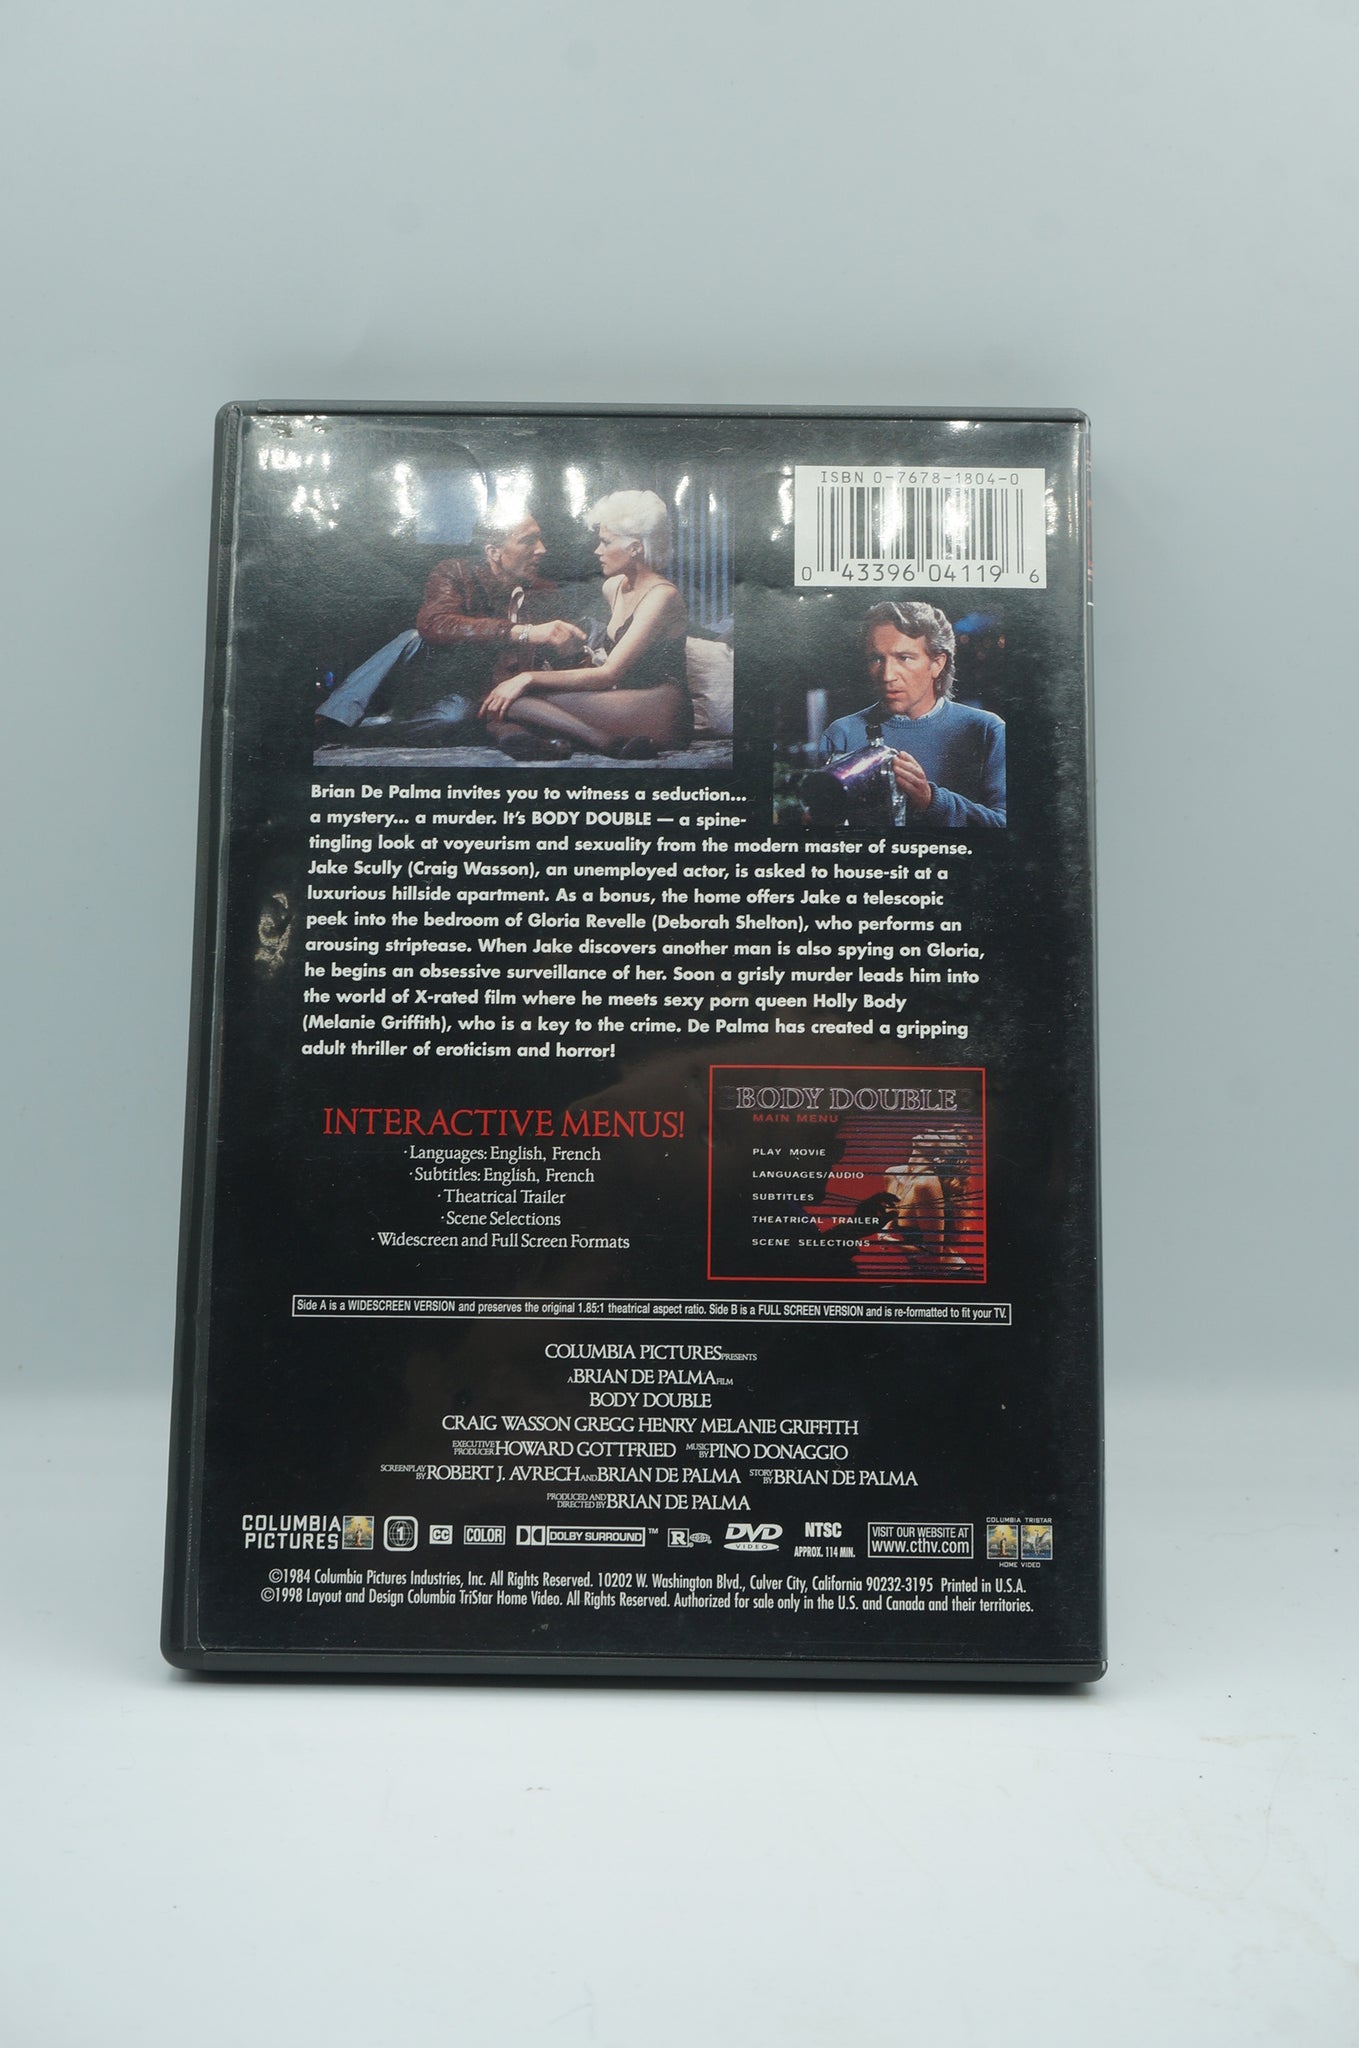 ISBN 0-7678-1804-0
0 43396 04119 6
Brian De Palma invites you to witness a seduction...
a mystery... a murder. It's BODY DOUBLE — a spine-
tingling look at voyeurism and sexuality from the modern master of suspense.
Jake Scully (Craig Wasson), an unemployed actor, is asked to house-sit at a
luxurious hillside apartment. As a bonus, the home offers Jake a telescopic
peek into the bedroom of Gloria Revelle (Deborah Shelton), who performs an
arousing striptease. When Jake discovers another man is also spying on Gloria,
he begins an obsessive surveillance of her. Soon a grisly murder leads him into
the world of X-rated film where he meets sexy porn queen Holly Body
(Melanie Griffith), who is a key to the crime. De Palma has created a gripping
adult thriller of eroticism and horror!
INTERACTIVE MENUS!
·Languages: English, French
·Subtitles: English, French
·Theatrical Trailer
·Scene Selections
·Widescreen and Full Screen Formats
BODY DOUBLE
MAIN MENU
PLAY MOVIE
LANGUAGES/AUDIO
SUBTITLES
THEATRICAL TRAILER
SCENE SELECTIONS
Side A is a WIDESCREEN VERSION and preserves the original 1.85:1 theatrical aspect ratio. Side B is a FULL SCREEN VERSION and is re-formatted to fit your TV.
COLUMBIA PICTURES PRESENTS
A BRIAN DE PALMA FILM
BODY DOUBLE
CRAIG WASSON GREGG HENRY MELANIE GRIFFITH
EXECUTIVE PRODUCER HOWARD GOTTFRIED MUSIC BY PINO DONAGGIO
SCREENPLAY BY ROBERT J. AVRECH AND BRIAN DE PALMA STORY BY BRIAN DE PALMA
PRODUCED AND DIRECTED BY BRIAN DE PALMA
COLUMBIA PICTURES 1 CC COLOR DOLBY SURROUND ™ R DVD VIDEO NTSC APPROX. 114 MIN. VISIT OUR WEBSITE AT www.cthv.com COLUMBIA TRISTAR HOME VIDEO
©1984 Columbia Pictures Industries, Inc. All Rights Reserved. 10202 W. Washington Blvd., Culver City, California 90232-3195 Printed in U.S.A.
©1998 Layout and Design Columbia TriStar Home Video. All Rights Reserved. Authorized for sale only in the U.S. and Canada and their territories.